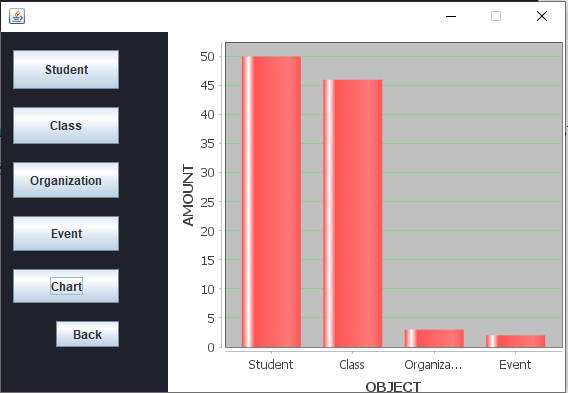 Student
Class
Organization
Event
Chart
Back
AMOUNT
50
45
40
35
30
25
20
15
10
5
0
Student Class Organiza... Event
OBJECT